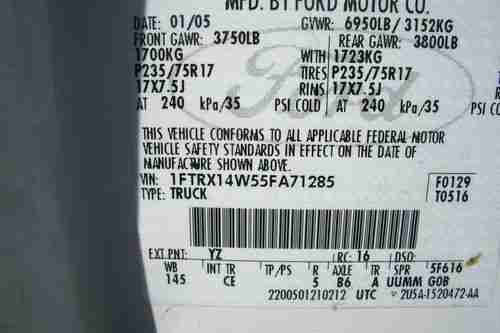 MFD. BY FORD MOTOR CO.
DATE: 01/05 GVWR: 6950LB/ 3152KG
FRONT GAWR: 3750LB REAR GAWR: 3800LB
1700KG WITH 1723KG
P235/75R17 TIRES P235/75R17
17X7.5J RIMS 17X7.5J
AT 240 kPa/35 PSI COLD AT 240 kPa/35
Ford
THIS VEHICLE CONFORMS TO ALL APPLICABLE FEDERAL MOTOR
VEHICLE SAFETY STANDARDS IN EFFECT ON THE DATE OF
MANUFACTURE SHOWN ABOVE.
VIN: 1FTRX14W55FA71285 F0129
TYPE: TRUCK T0516
EXT PNT: YZ RC: 16 DSO:
WB INT TR TP/PS R AXLE TR SPR 5F616
145 CE 5 B6 A UUMM G0B
2200501210212 UTC 2U5A-1520472-AA